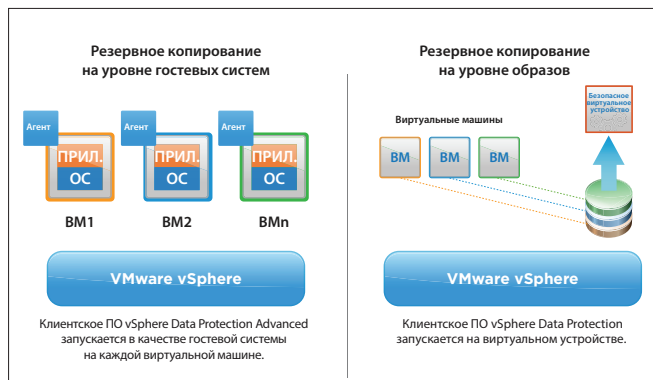 Резервное копирование
на уровне гостевых систем
Агент
ПРИЛ.
ОС
ВМ1
Агент
ПРИЛ.
ОС
ВМ2
Агент
ПРИЛ.
ОС
ВМn
VMware vSphere
Клиентское ПО vSphere Data Protection Advanced
запускается в качестве гостевой системы
на каждой виртуальной машине.
Резервное копирование
на уровне образов
Безопасное
виртуальное
устройство
Виртуальные машины
ВМ
ВМ
ВМ
VMware vSphere
Клиентское ПО vSphere Data Protection
запускается на виртуальном устройстве.